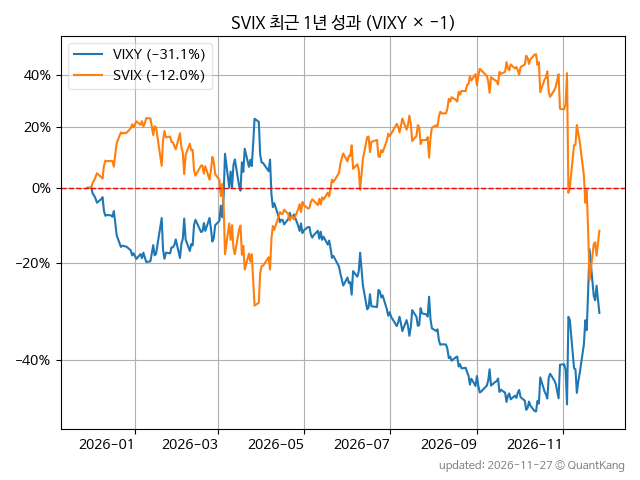 SVIX 최근 1년 성과 (VIXY × −1)
VIXY (−31.1%)
SVIX (−12.0%)
40%
20%
0%
−20%
−40%
2026−01
2026−03
2026−05
2026−07
2026−09
2026−11
updated: 2026−11−27 ⓒ QuantKang